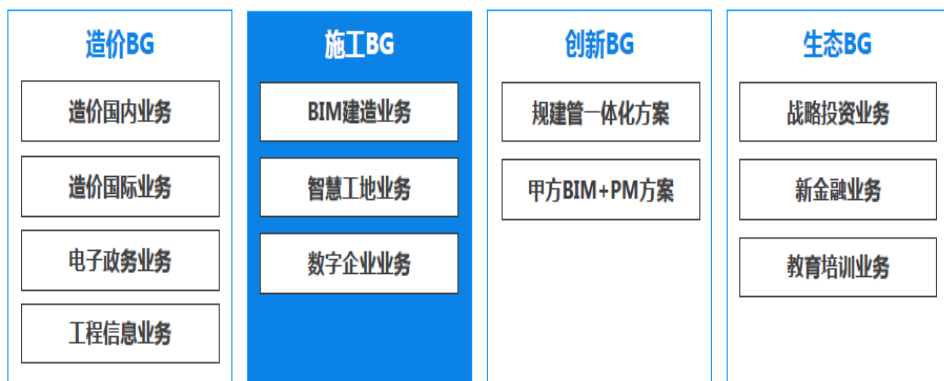 造价BG
造价国内业务
造价国际业务
电子政务业务
工程信息业务
施工BG
BIM建造业务
智慧工地业务
数字企业业务
创新BG
规建管一体化方案
甲方BIM+PM方案
生态BG
战略投资业务
新金融业务
教育培训业务